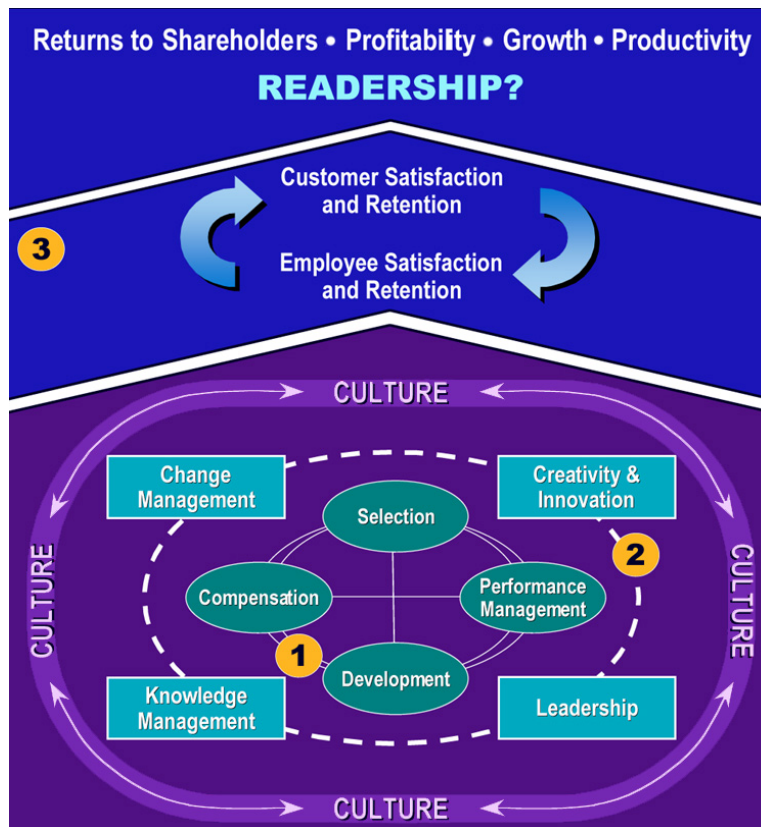 Returns to Shareholders • Profitability • Growth • Productivity
READERSHIP?
Customer Satisfaction
and Retention
3
Employee Satisfaction
and Retention
CULTURE
Change
Management
Creativity &
Innovation
Selection
2
CULTURE
Compensation
Performance
Management
CULTURE
1
Development
Knowledge
Management
Leadership
CULTURE